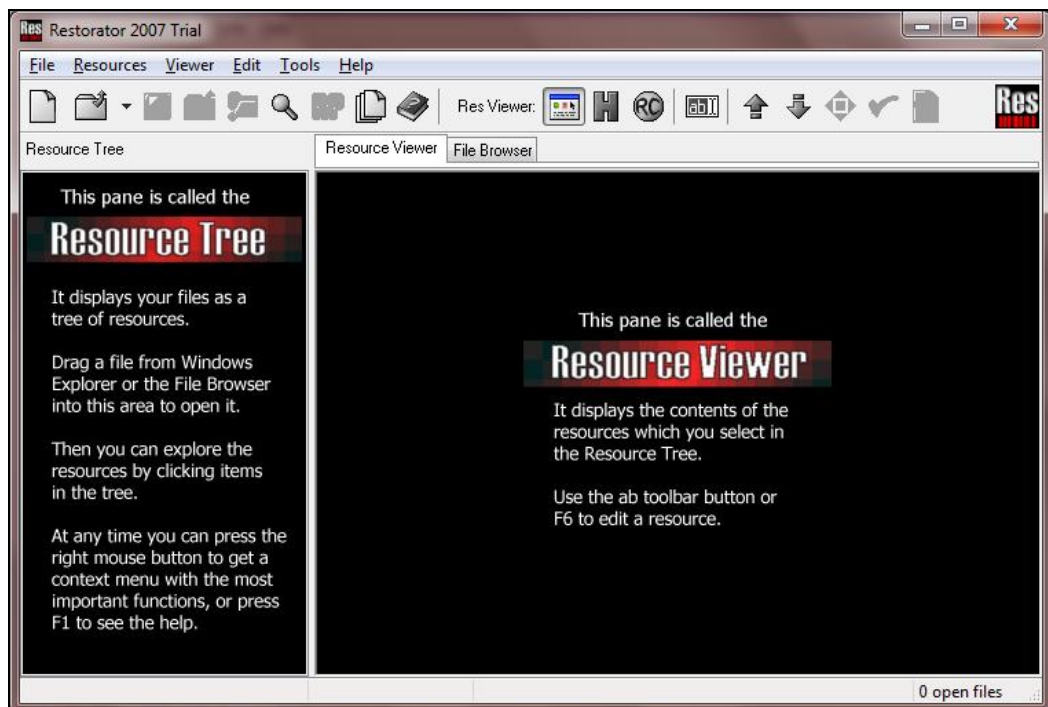 Res Restorator 2007 Trial
File Resources Viewer Edit Tools Help
Res Viewer: H RC abI Res
Resource Tree
Resource Viewer File Browser
This pane is called the
Resource Tree
It displays your files as a
tree of resources.
Drag a file from Windows
Explorer or the File Browser
into this area to open it.
Then you can explore the
resources by clicking items
in the tree.
At any time you can press the
right mouse button to get a
context menu with the most
important functions, or press
F1 to see the help.
This pane is called the
Resource Viewer
It displays the contents of the
resources which you select in
the Resource Tree.
Use the ab toolbar button or
F6 to edit a resource.
0 open files